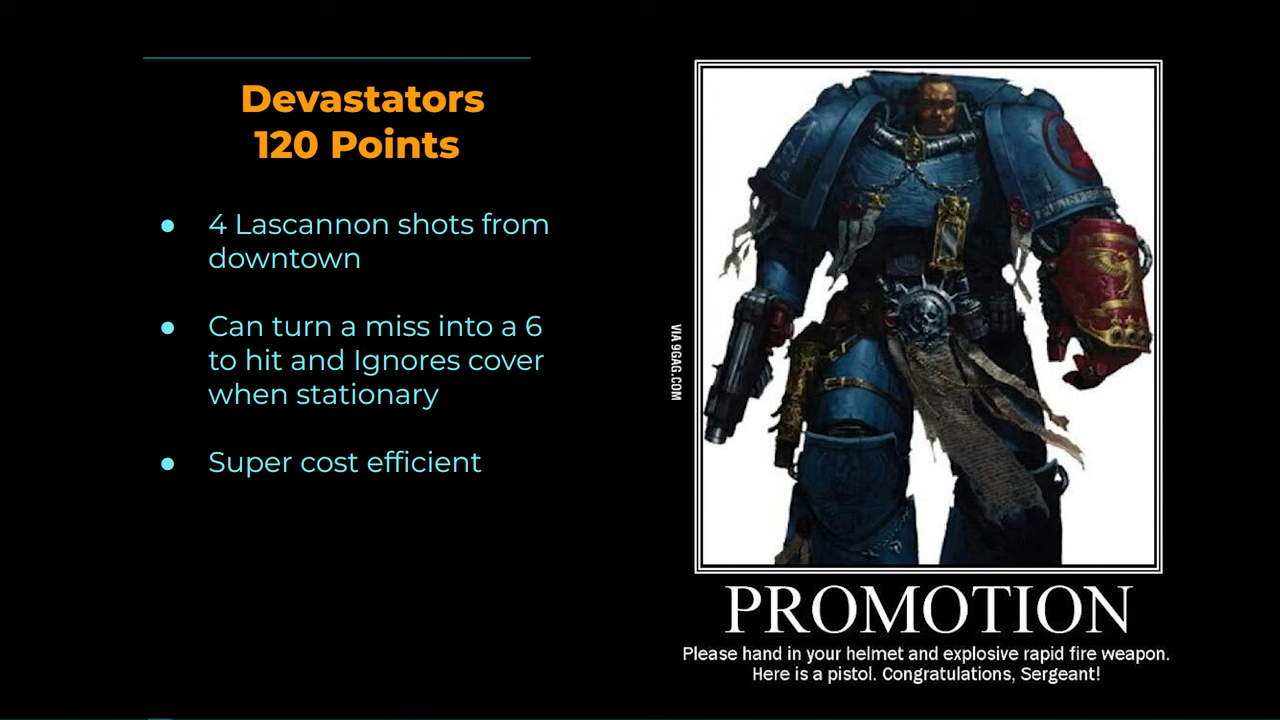 Devastators
120 Points
● 4 Lascannon shots from
downtown
● Can turn a miss into a 6
to hit and Ignores cover
when stationary
● Super cost efficient
VIA 9GAG.COM
PROMOTION
Please hand in your helmet and explosive rapid fire weapon.
Here is a pistol. Congratulations, Sergeant!